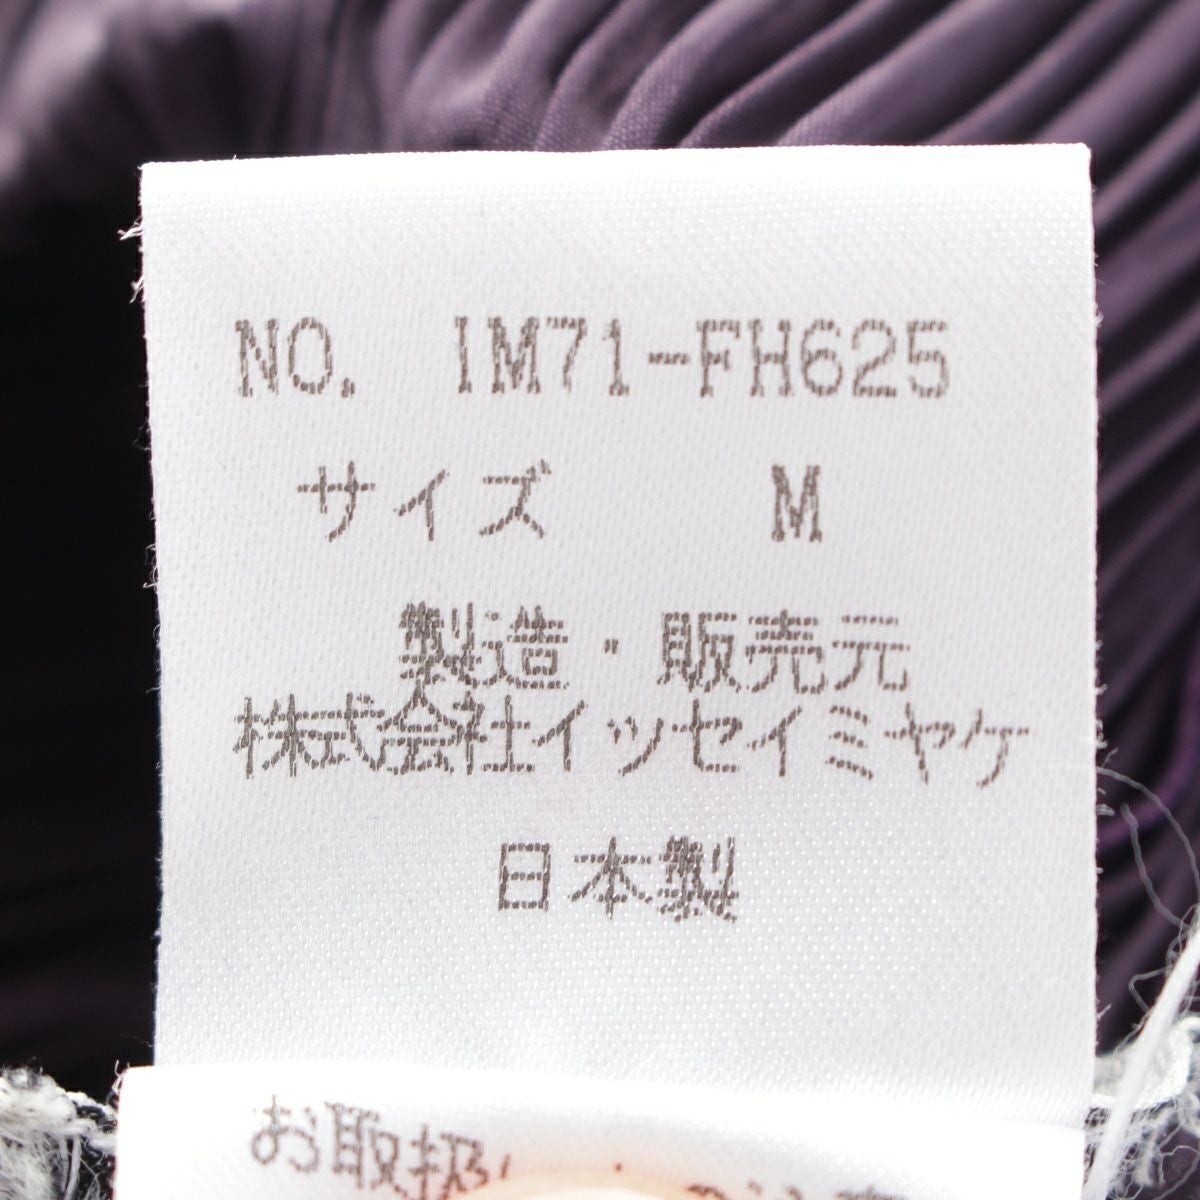 NO. IM71-FH625
サイズ M
製造・販売元
株式会社イッセイミヤケ
日本製
お取扱